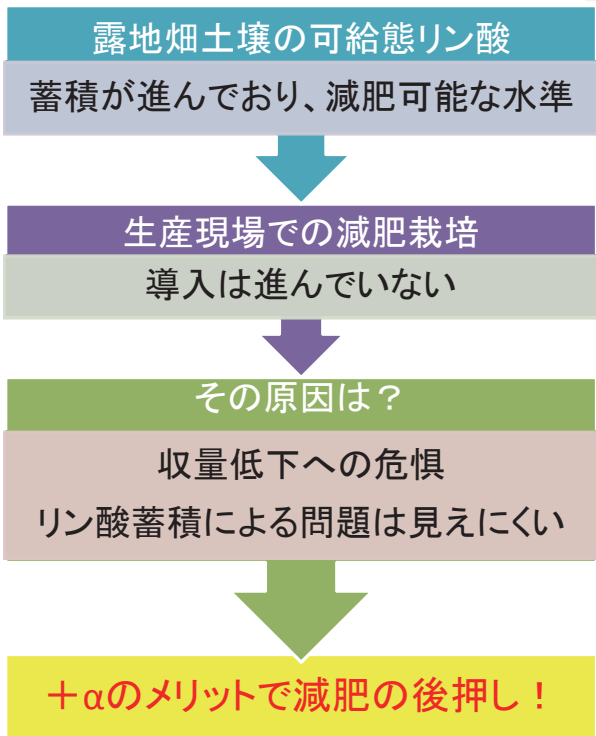 露地畑土壌の可給態リン酸
蓄積が進んでおり、減肥可能な水準
生産現場での減肥栽培
導入は進んでいない
その原因は？
収量低下への危惧
リン酸蓄積による問題は見えにくい
＋αのメリットで減肥の後押し！